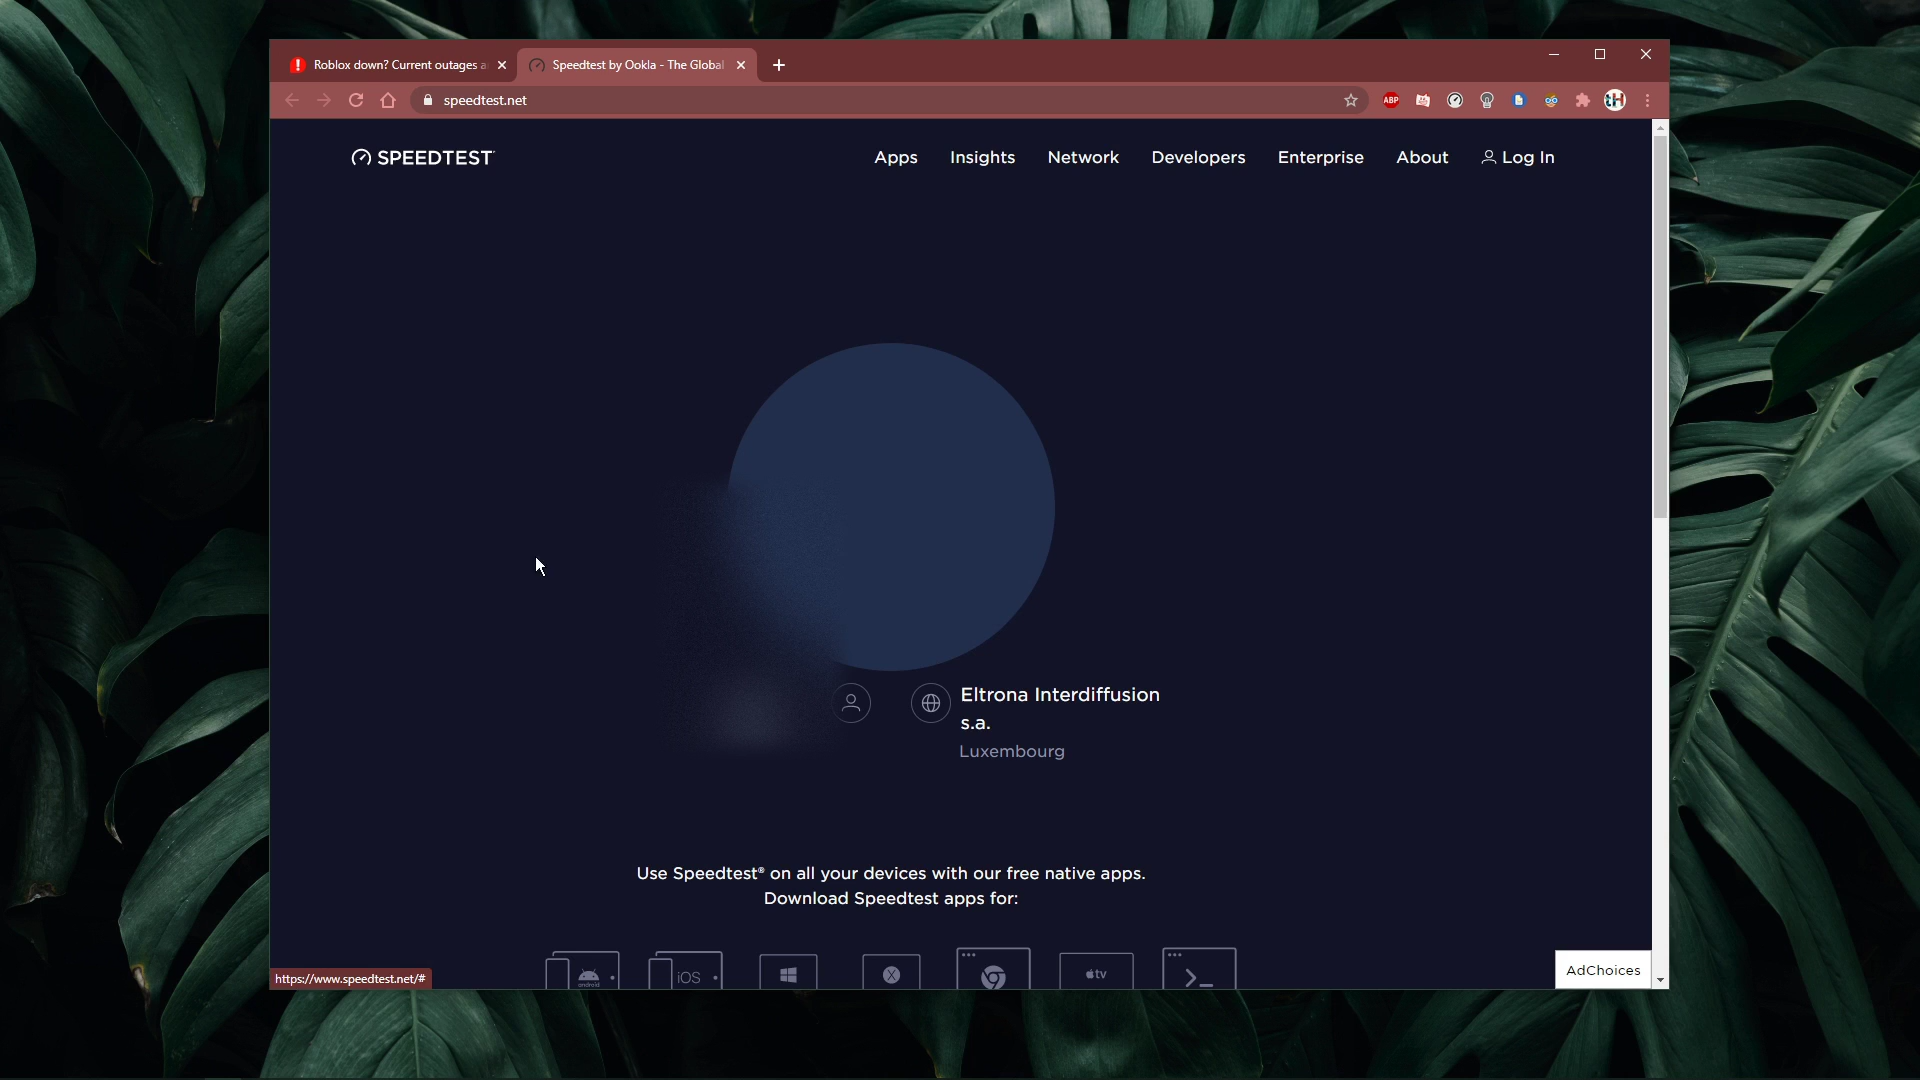 Roblox down? Current outages a
Speedtest by Ookla - The Global
speedtest.net
ABP
SPEEDTEST
Apps
Insights
Network
Developers
Enterprise
About
Log In
Eltrona Interdiffusion
s.a.
Luxembourg
Use Speedtest® on all your devices with our free native apps.
Download Speedtest apps for:
android
iOS
tv
https://www.speedtest.net/#
AdChoices